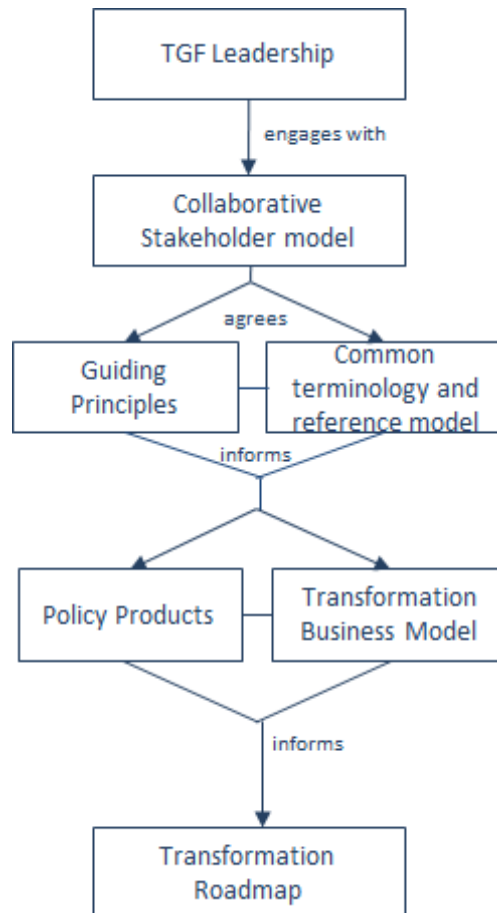 TGF Leadership
engages with
Collaborative
Stakeholder model
agrees
Guiding
Principles
Common
terminology and
reference model
informs
Policy Products
Transformation
Business Model
informs
Transformation
Roadmap